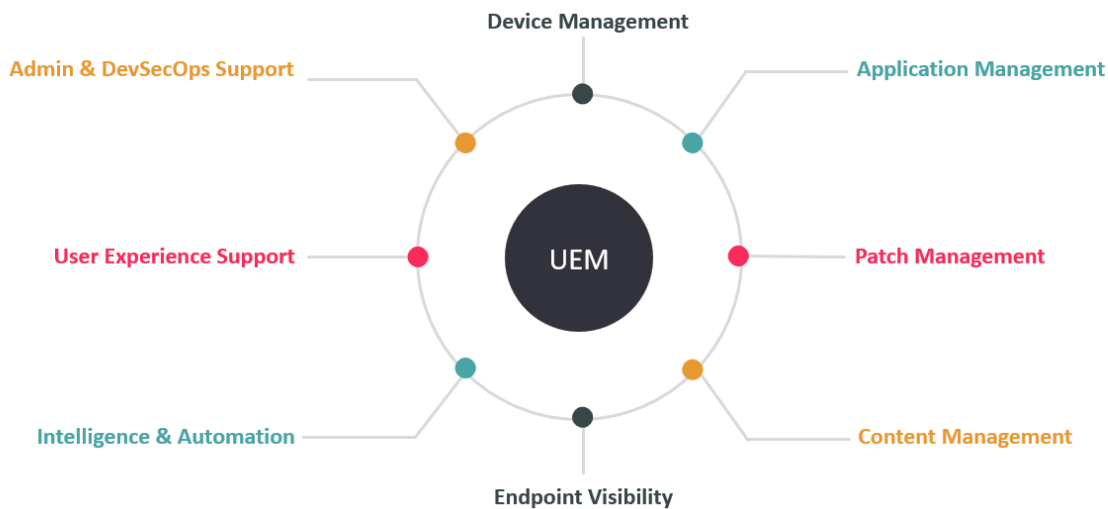 Device Management
Admin & DevSecOps Support
Application Management
UEM
User Experience Support
Patch Management
Intelligence & Automation
Content Management
Endpoint Visibility